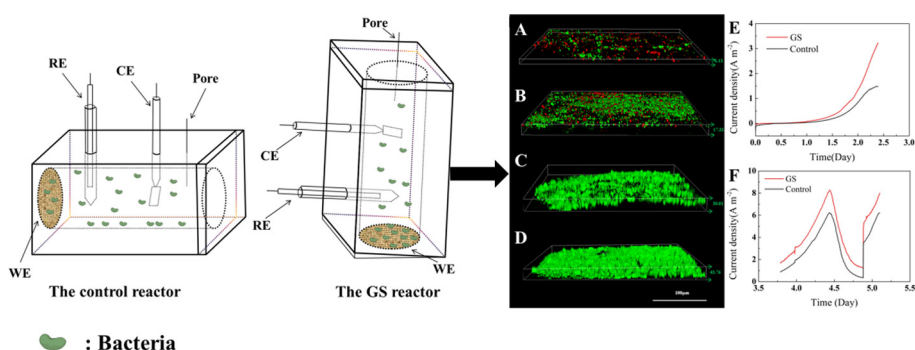 RE
CE
Pore
WE
The control reactor
Pore
CE
RE
WE
The GS reactor
: Bacteria
A
B
C
D
100μm
E
GS
Control
Current density(A m-2)
4
3
2
1
0
0.0 0.5 1.0 1.5 2.0 2.5 3.0
Time(Day)
F
GS
Control
Current density(A m-2)
10
8
6
4
2
0
3.5 4.0 4.5 5.0 5.5
Time (Day)